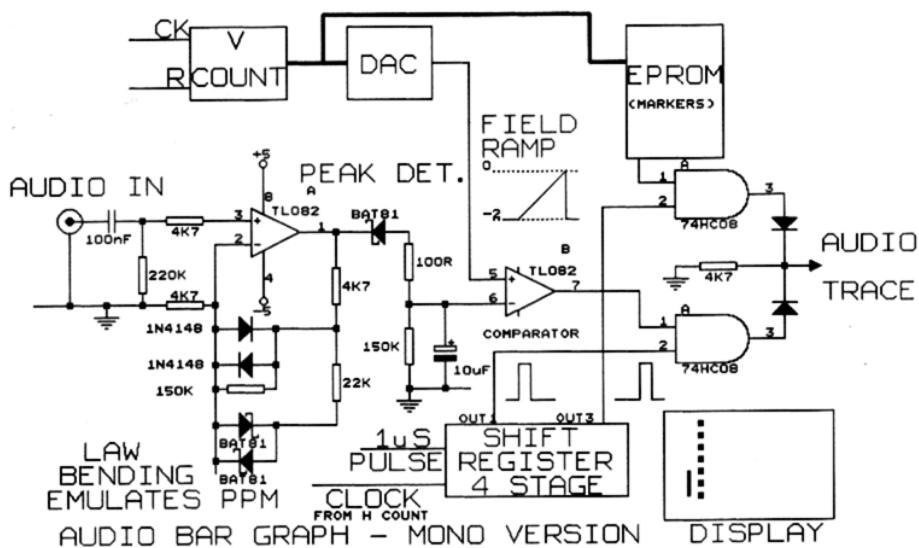 CK
R
V
COUNT
DAC
EPROM
(MARKERS)
FIELD
RAMP
0
-2
AUDIO IN
100nF
220K
4K7
4K7
+5
8
3
2
1
4
-5
TL082
A
PEAK DET.
BAT81
100R
4K7
150K
10uF
+
22K
1N4148
1N4148
150K
BAT81
BAT81
B
TL082
5
6
7
COMPARATOR
A
1
2
3
74HC08
4K7
AUDIO
TRACE
A
1
2
3
74HC08
OUT1
OUT3
1uS
PULSE
SHIFT
REGISTER
4 STAGE
CLOCK
FROM H COUNT
LAW
BENDING
EMULATES PPM
AUDIO BAR GRAPH - MONO VERSION
DISPLAY